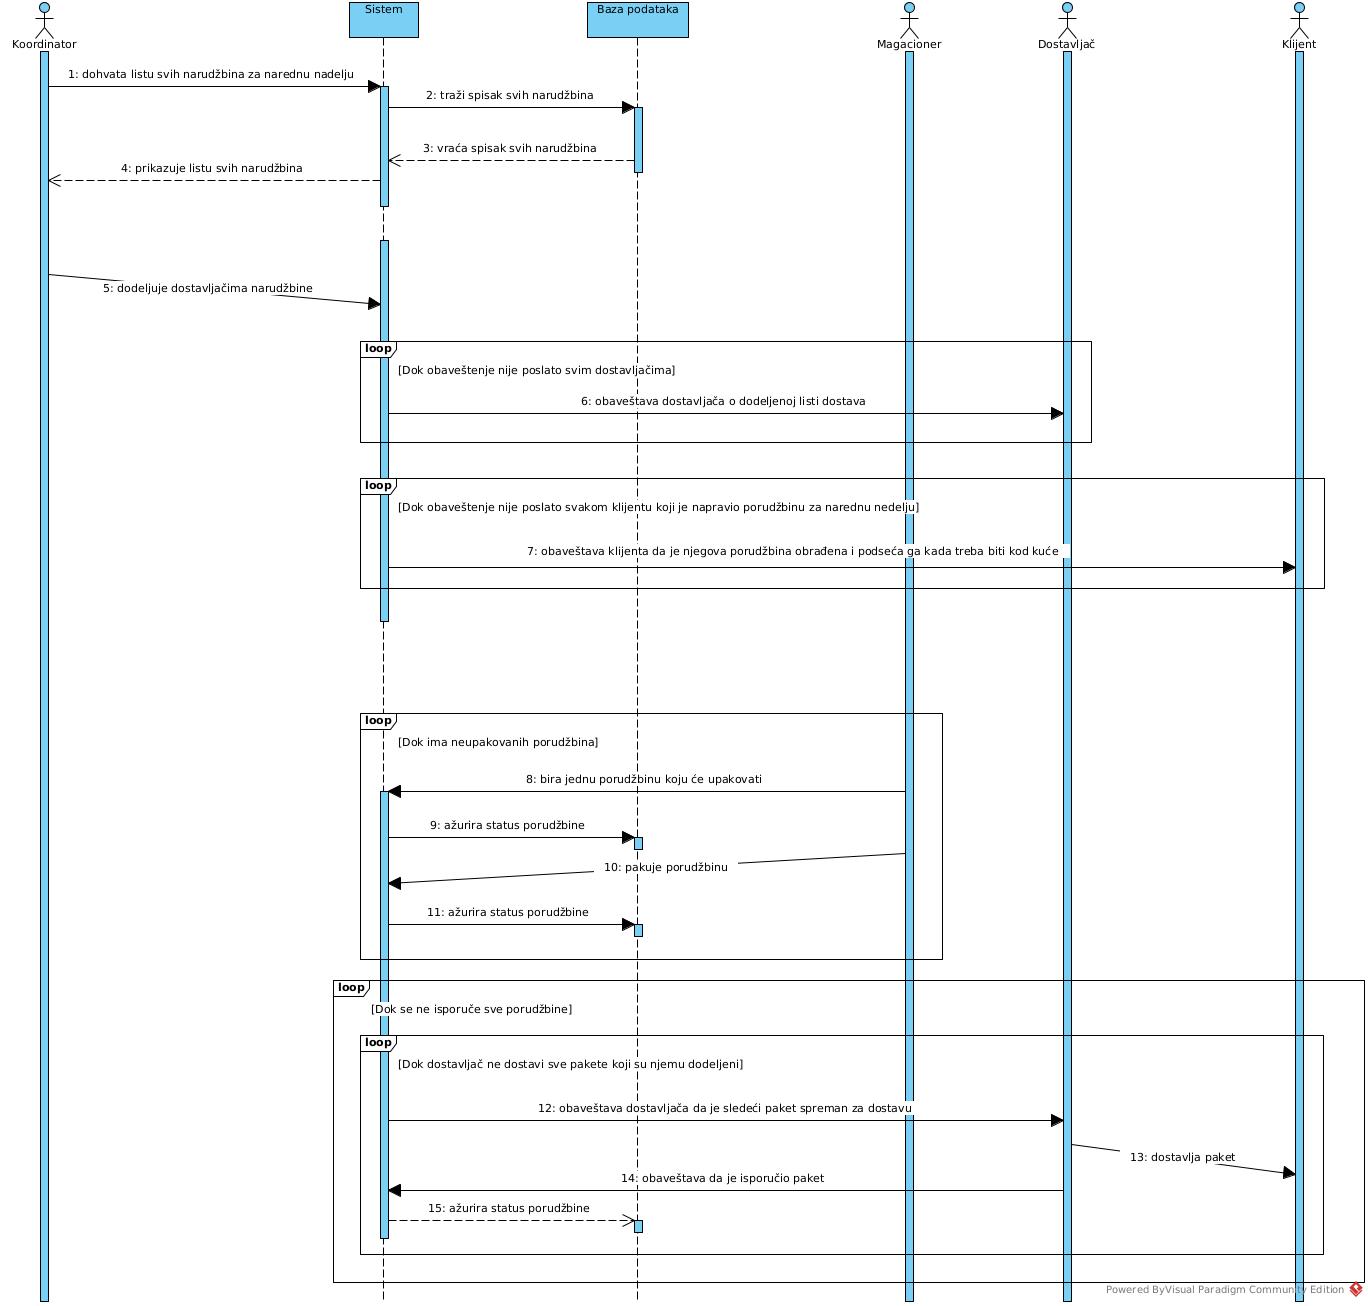 Sistem
Baza podataka
Koordinator
Magacioner
Dostavljač
Klijent
1: dohvata listu svih narudžbina za narednu nadelju
2: traži spisak svih narudžbina
3: vraća spisak svih narudžbina
4: prikazuje listu svih narudžbina
5: dodeljuje dostavljačima narudžbine
loop
[Dok obaveštenje nije poslato svim dostavljačima]
6: obaveštava dostavljača o dodeljenoj listi dostava
loop
[Dok obaveštenje nije poslato svakom klijentu koji je napravio porudžbinu za narednu nedelju]
7: obaveštava klijenta da je njegova porudžbina obrađena i podseća ga kada treba biti kod kuće
loop
[Dok ima neupakovanih porudžbina]
8: bira jednu porudžbinu koju će upakovati
9: ažurira status porudžbine
10: pakuje porudžbinu
11: ažurira status porudžbine
loop
[Dok se ne isporuče sve porudžbine]
loop
[Dok dostavljač ne dostavi sve pakete koji su njemu dodeljeni]
12: obaveštava dostavljača da je sledeći paket spreman za dostavu
13: dostavlja paket
14: obaveštava da je isporučio paket
15: ažurira status porudžbine
Powered ByVisual Paradigm Community Edition